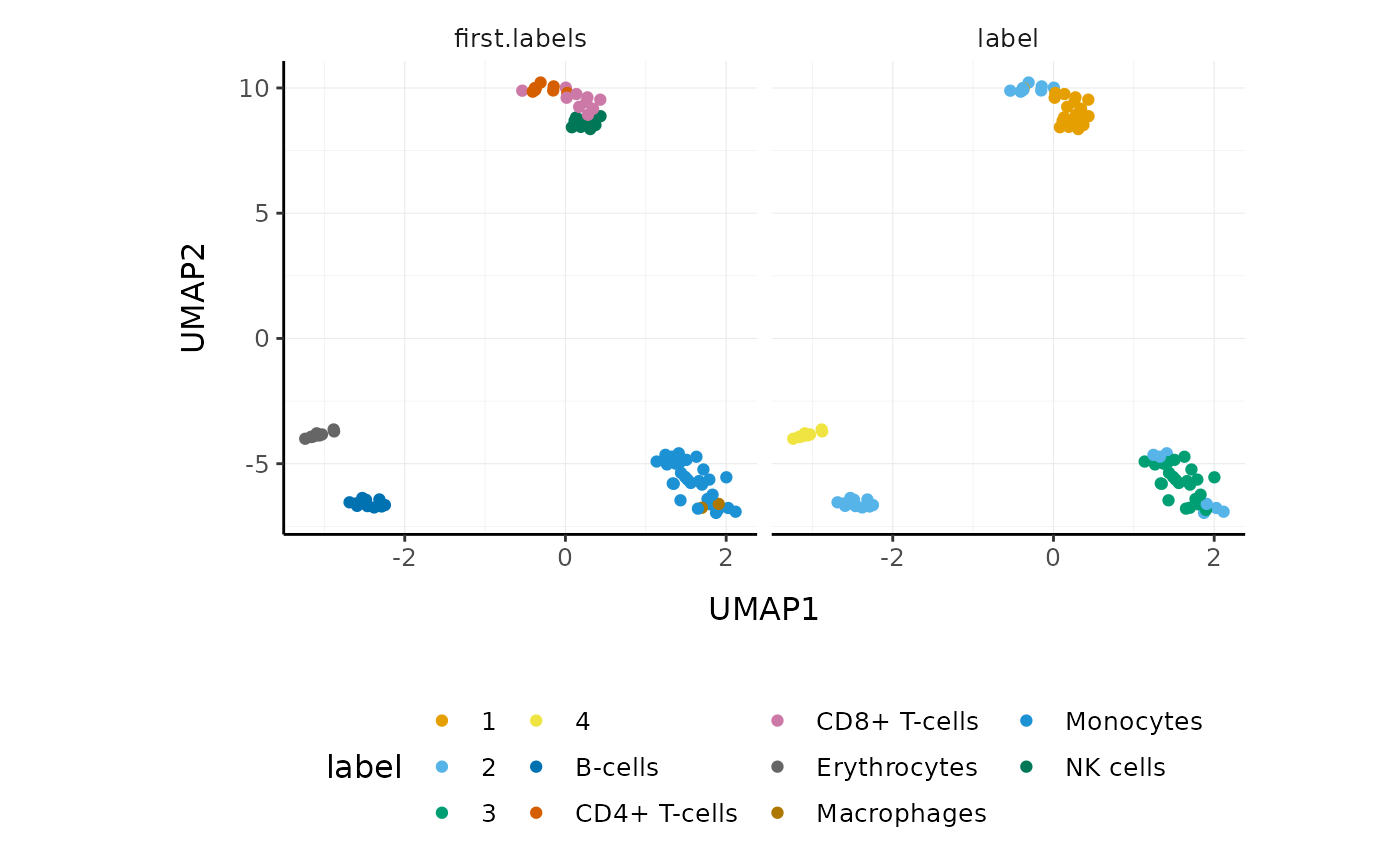 first.labels label
10
5
0
-5
UMAP2
-2 0 2 -2 0 2
UMAP1
label
1 4 CD8+ T-cells Monocytes
2 B-cells Erythrocytes NK cells
3 CD4+ T-cells Macrophages